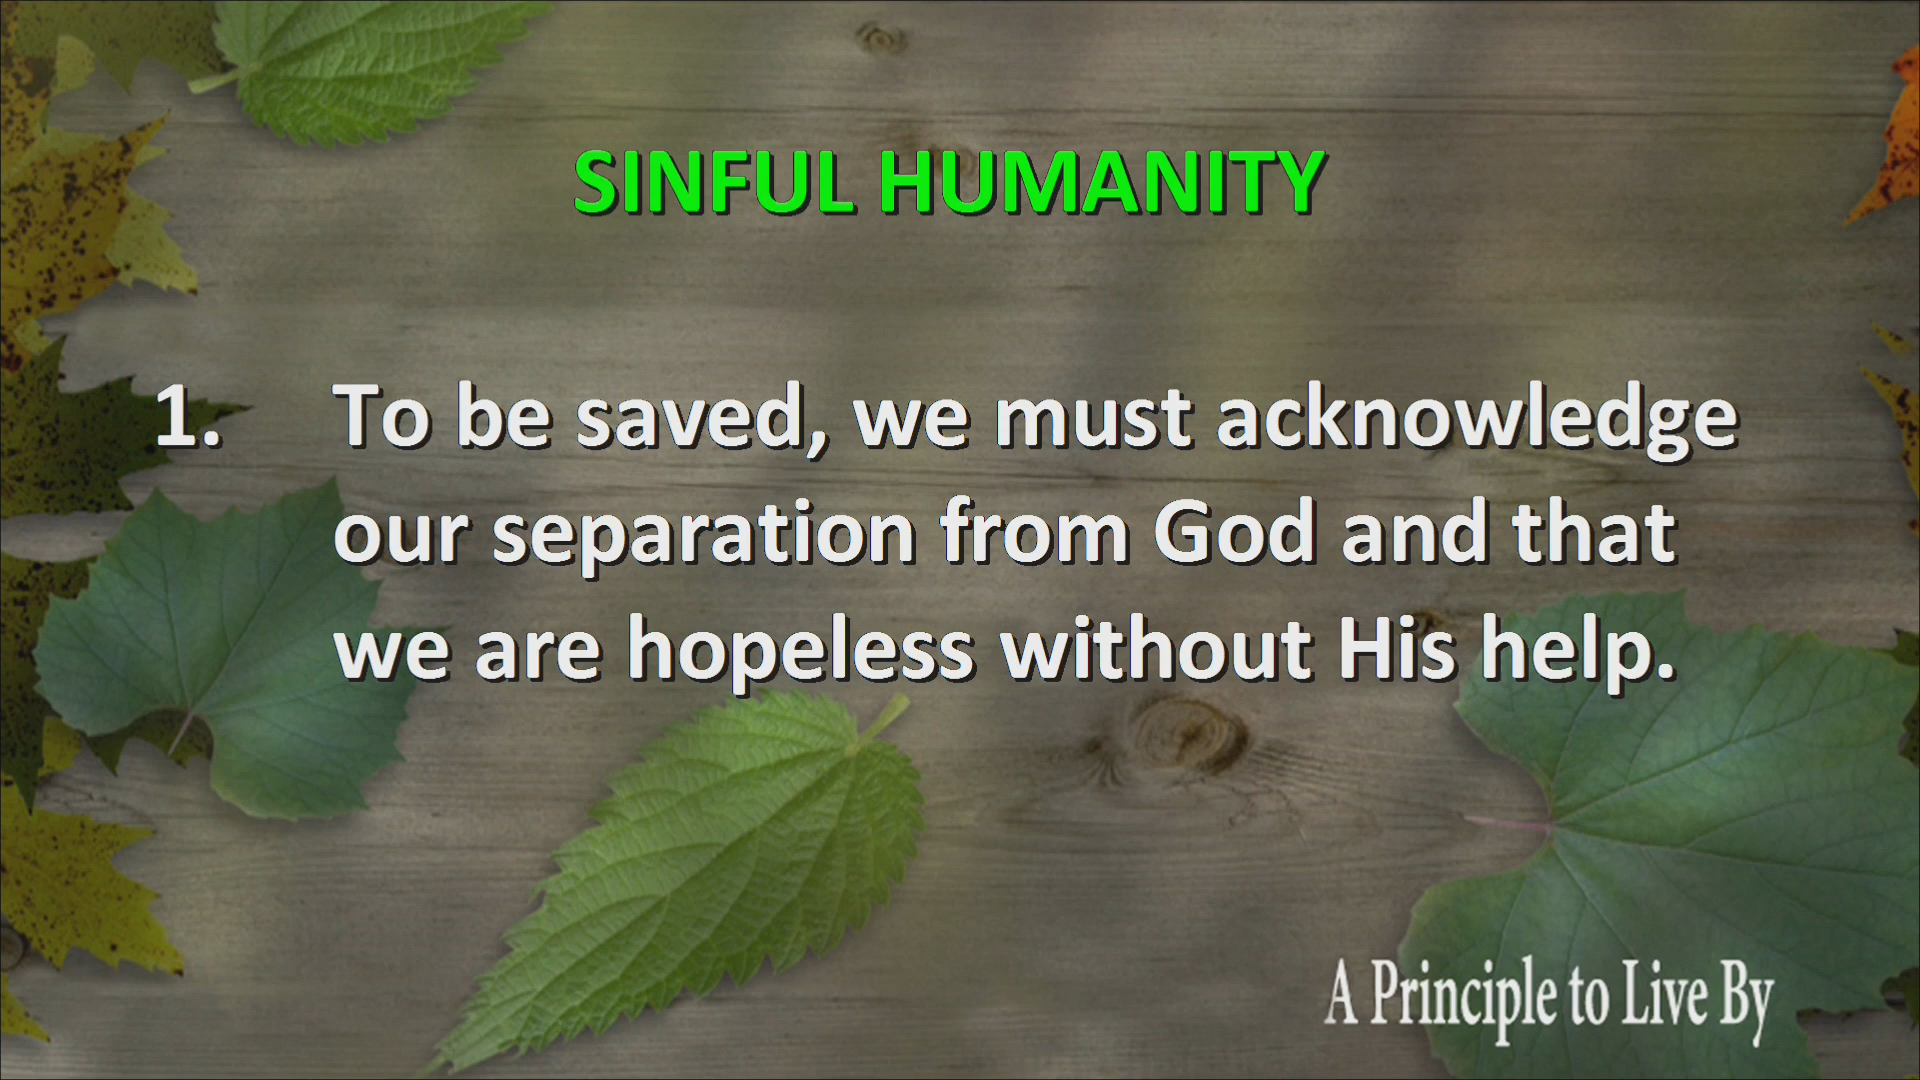 SINFUL HUMANITY
1. To be saved, we must acknowledge
our separation from God and that
we are hopeless without His help.
A Principle to Live By